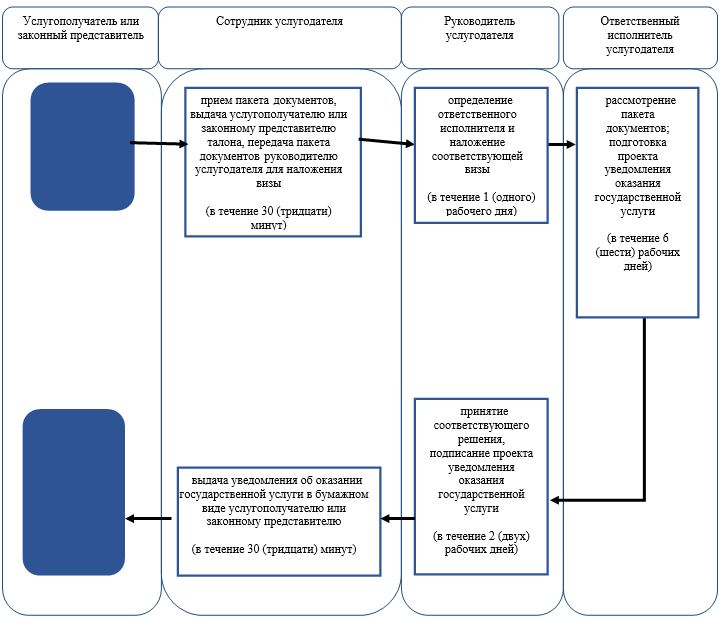 Услугополучатель или
законный представитель
Сотрудник услугодателя
Руководитель
услугодателя
Ответственный
исполнитель
услугодателя
прием пакета документов,
выдача услугополучателю или
законному представителю
талона, передача пакета
документов руководителю
услугодателя для наложения
визы
(в течение 30 (тридцати)
минут)
определение
ответственного
исполнителя и
наложение
соответствующей
визы
(в течение 1 (одного)
рабочего дня)
рассмотрение
пакета
документов;
подготовка
проекта
уведомления
оказания
государственной
услуги
(в течение 6
(шести) рабочих
дней)
принятие
соответствующего
решения,
подписание проекта
уведомления
оказания
государственной
услуги
(в течение 2 (двух)
рабочих дней)
выдача уведомления об оказании
государственной услуги в бумажном
виде услугополучателю или
законному представителю
(в течение 30 (тридцати) минут)